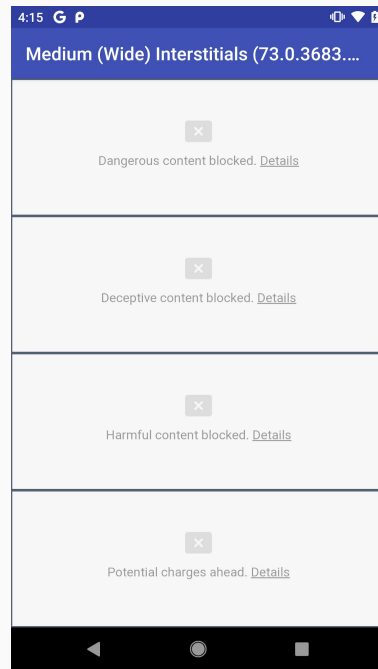 4:15 G P
Medium (Wide) Interstitials (73.0.3683....
Dangerous content blocked. Details
Deceptive content blocked. Details
Harmful content blocked. Details
Potential charges ahead. Details